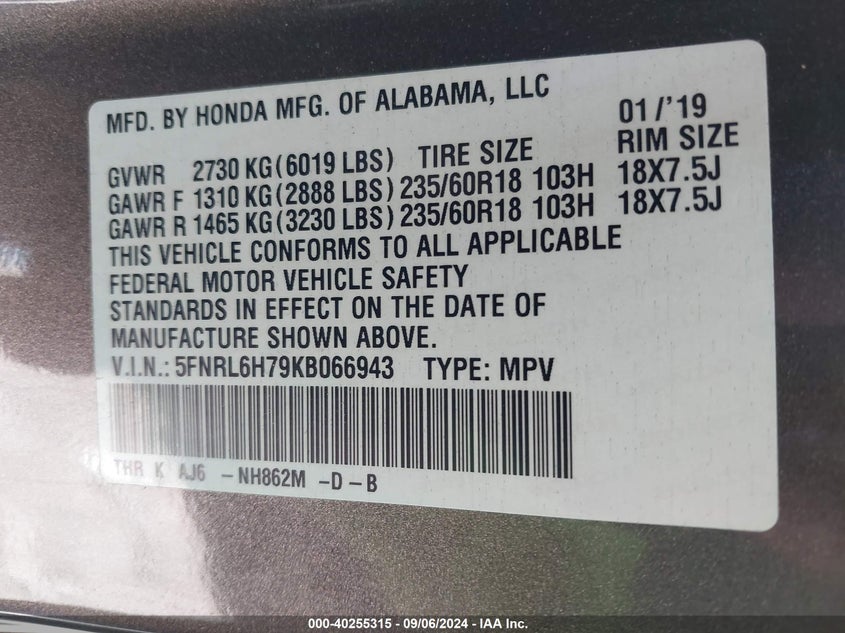 MFD. BY HONDA MFG. OF ALABAMA, LLC 01/'19
GVWR 2730 KG(6019 LBS) TIRE SIZE RIM SIZE
GAWR F 1310 KG(2888 LBS) 235/60R18 103H 18X7.5J
GAWR R 1465 KG(3230 LBS) 235/60R18 103H 18X7.5J
THIS VEHICLE CONFORMS TO ALL APPLICABLE
FEDERAL MOTOR VEHICLE SAFETY
STANDARDS IN EFFECT ON THE DATE OF
MANUFACTURE SHOWN ABOVE.
V.I.N.: 5FNRL6H79KB066943 TYPE: MPV
THR K AJ6 -NH862M -D-B
000-40255315 - 09/06/2024 - IAA Inc.